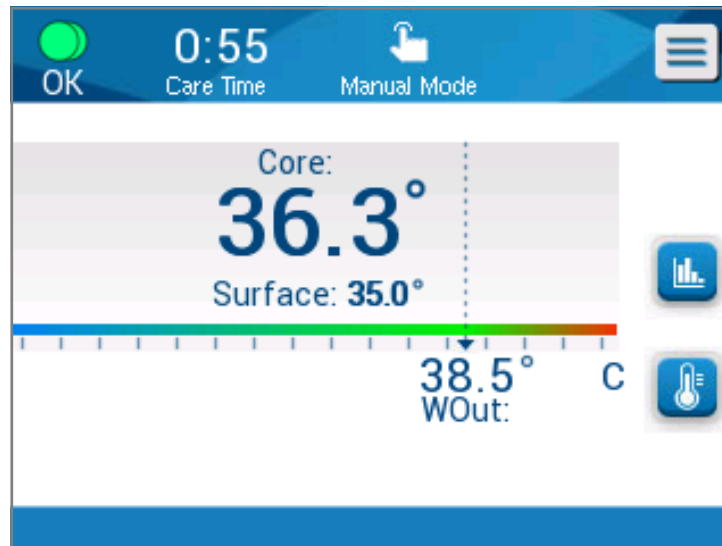 OK
0:55
Care Time
Manual Mode
Core:
36.3°
Surface: 35.0°
38.5° C
WOut: